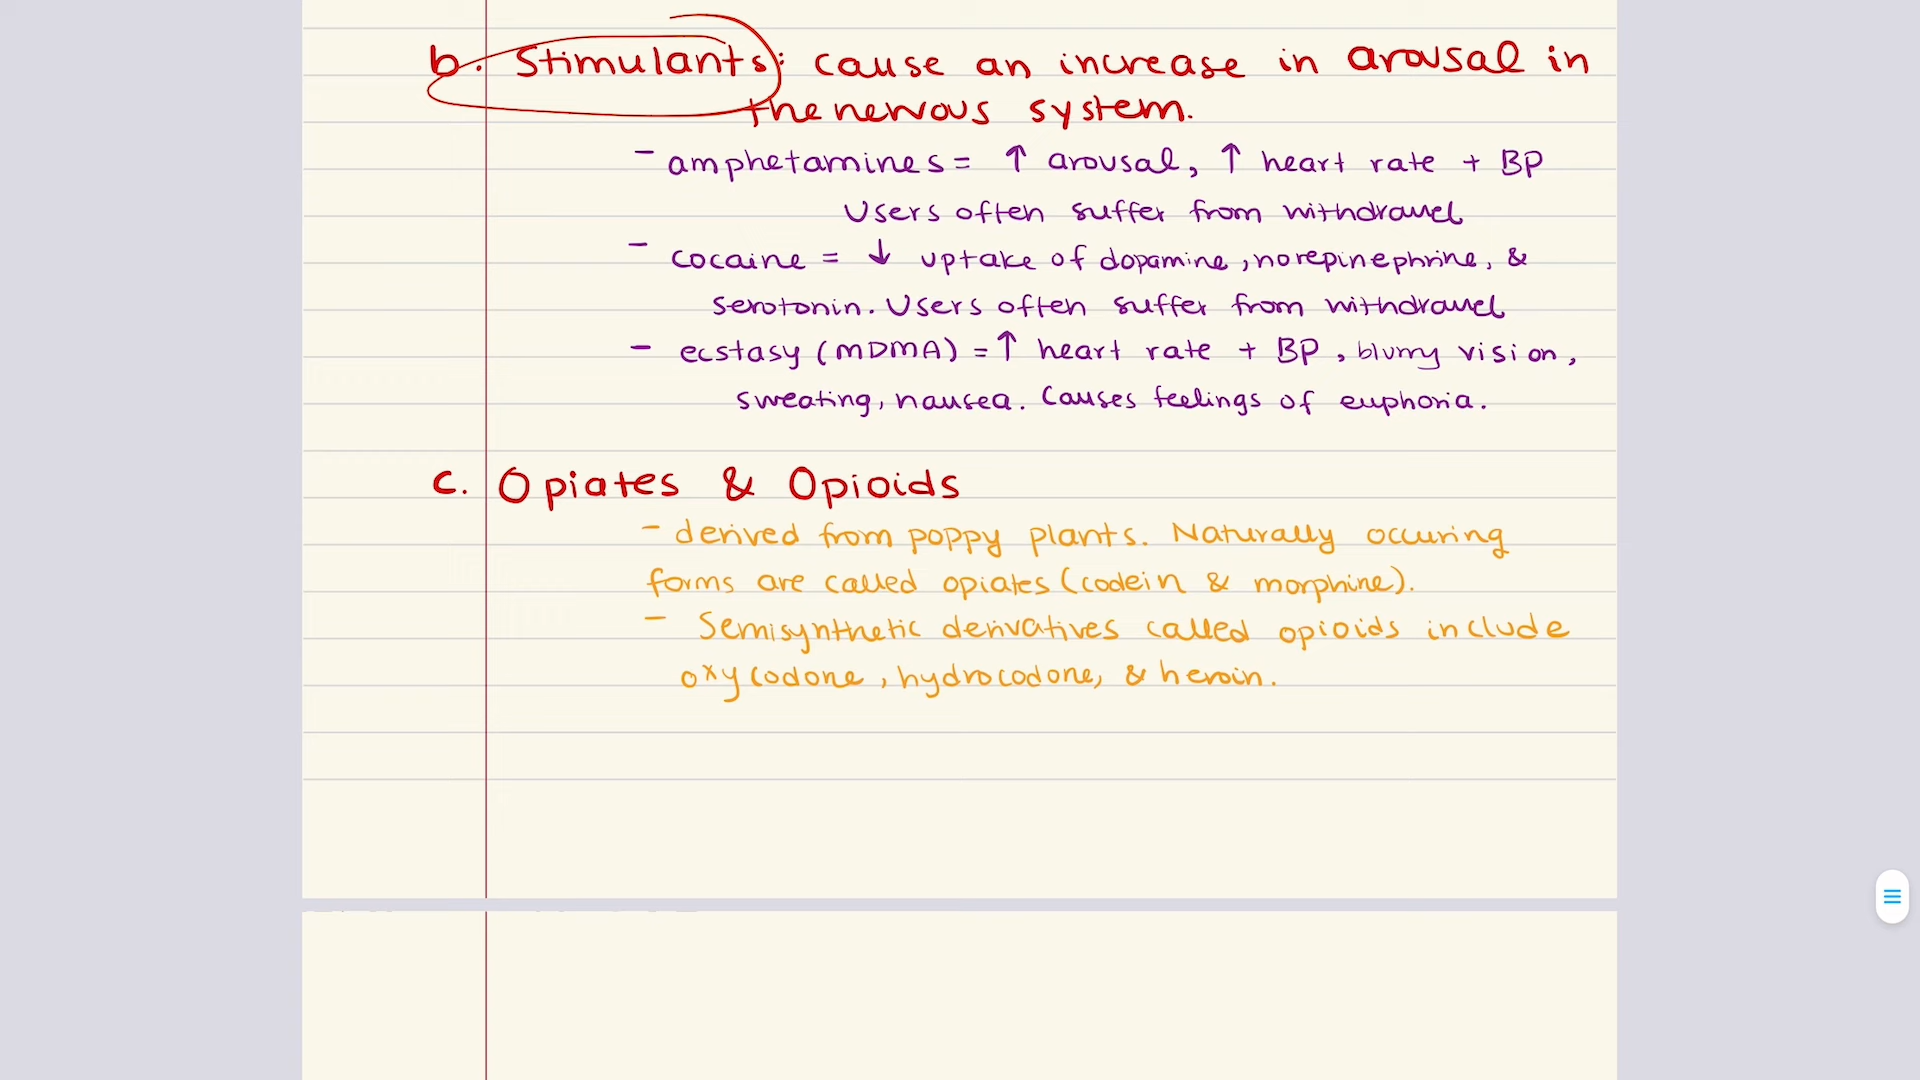 b. Stimulants: cause an increase in arousal in
the nervous system.
- amphetamines = ↑ arousal, ↑ heart rate + BP
Users often suffer from withdrawel
- cocaine = ↓ uptake of dopamine, norepinephrine, &
serotonin. Users often suffer from withdrawel
- ecstasy (MDMA) = ↑ heart rate + BP, blurry vision,
sweating, nausea. Causes feelings of euphoria.
c. Opiates & Opioids
- derived from poppy plants. Naturally occuring
forms are called opiates (codein & morphine).
- Semisynthetic derivatives called opioids include
oxycodone, hydrocodone, & heroin.